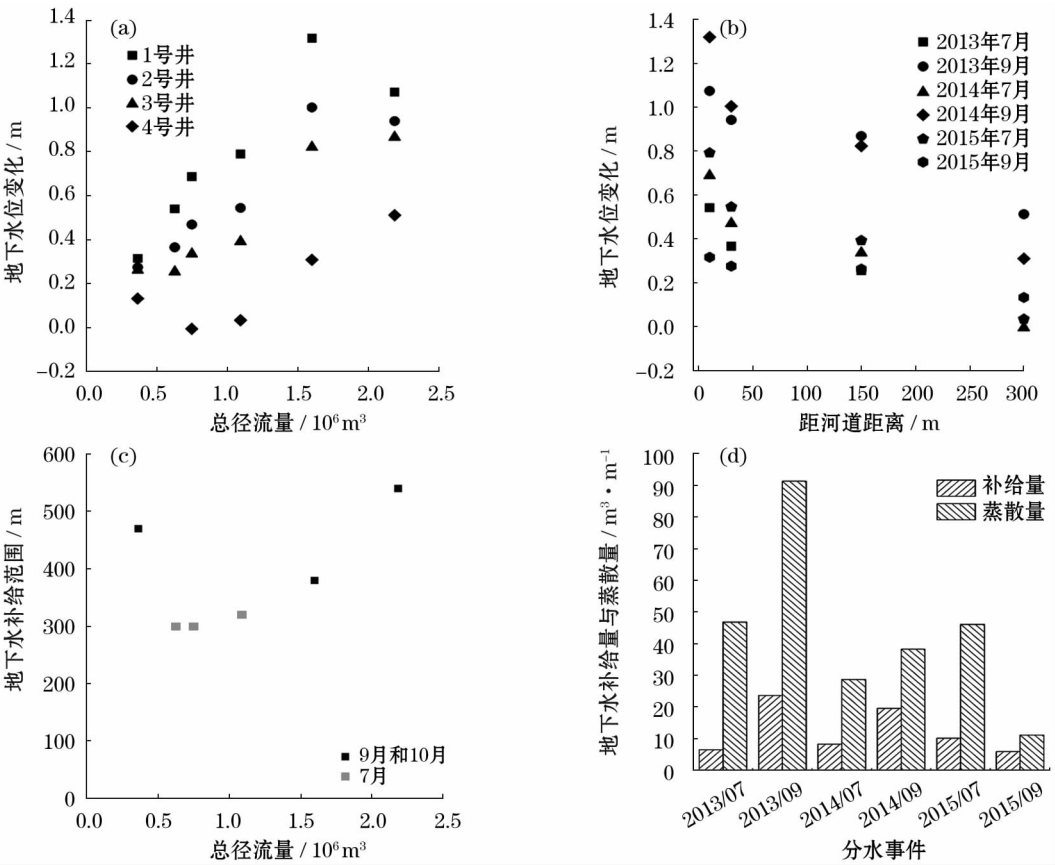 (a)
1号井
2号井
3号井
4号井
1.4
1.2
1.0
0.8
0.6
0.4
0.2
0.0
−0.2
地下水位变化 / m
0.0 0.5 1.0 1.5 2.0 2.5
总径流量 / 10⁶ m³
(b)
2013年7月
2013年9月
2014年7月
2014年9月
2015年7月
2015年9月
1.4
1.2
1.0
0.8
0.6
0.4
0.2
0.0
−0.2
地下水位变化 / m
0 50 100 150 200 250 300
距河道距离 / m
(c)
600
500
400
300
200
100
0
地下水补给范围 / m
9月和10月
7月
0.0 0.5 1.0 1.5 2.0 2.5
总径流量 / 10⁶ m³
(d)
补给量
蒸散量
100
90
80
70
60
50
40
30
20
10
0
地下水补给量与蒸散量 / m³·m⁻¹
2013/07 2013/09 2014/07 2014/09 2015/07 2015/09
分水事件